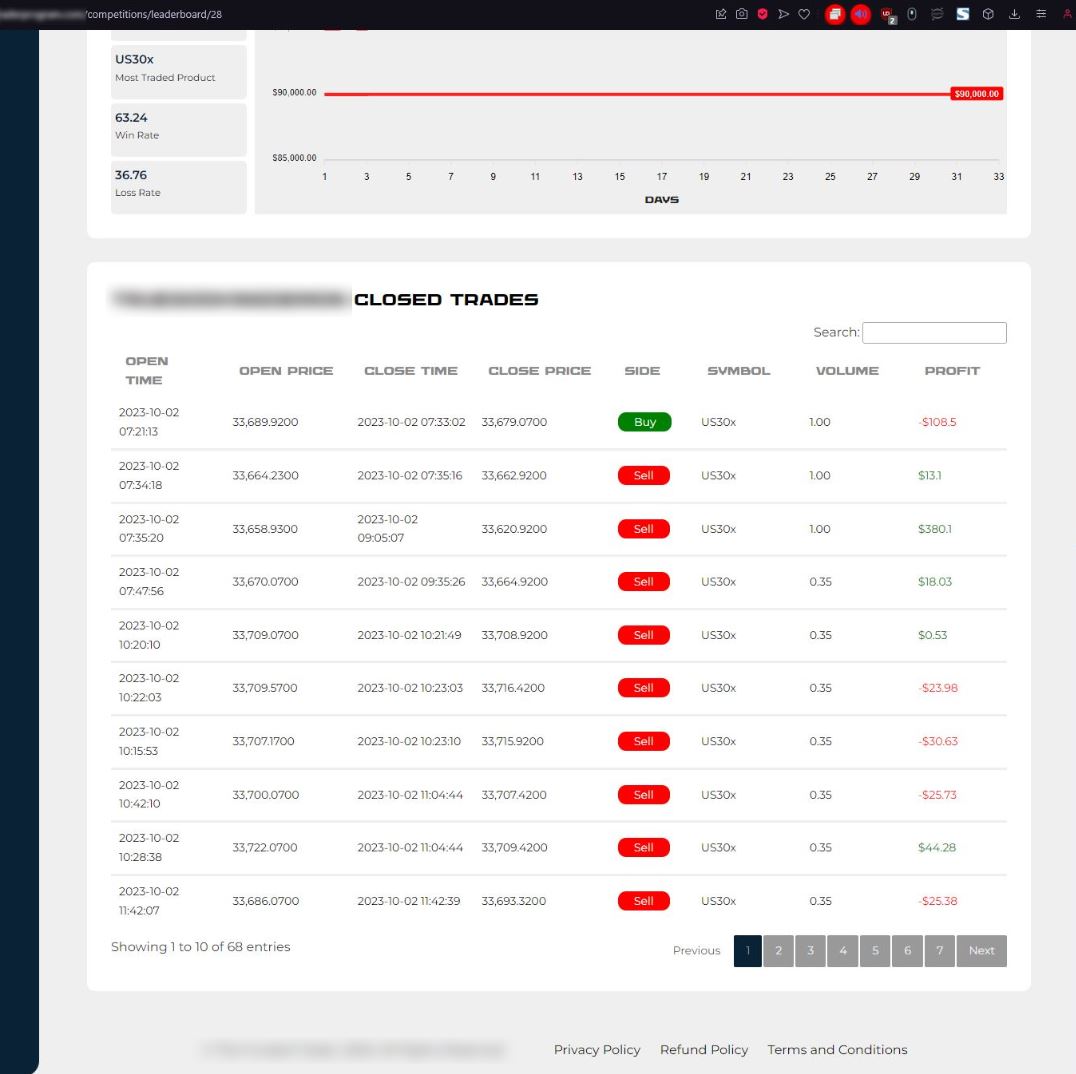 /competitions/leaderboard/28
2
US30x
Most Traded Product
63.24
Win Rate
36.76
Loss Rate
$90,000.00
$90,000.00
$85,000.00
1 3 5 7 9 11 13 15 17 19 21 23 25 27 29 31 33
DAYS
CLOSED TRADES
Search:
OPEN TIME OPEN PRICE CLOSE TIME CLOSE PRICE SIDE SYMBOL VOLUME PROFIT
2023-10-02 07:21:13 33,689.9200 2023-10-02 07:33:02 33,679.0700 Buy US30x 1.00 -$108.5
2023-10-02 07:34:18 33,664.2300 2023-10-02 07:35:16 33,662.9200 Sell US30x 1.00 $13.1
2023-10-02 07:35:20 33,658.9300 2023-10-02 09:05:07 33,620.9200 Sell US30x 1.00 $380.1
2023-10-02 07:47:56 33,670.0700 2023-10-02 09:35:26 33,664.9200 Sell US30x 0.35 $18.03
2023-10-02 10:20:10 33,709.0700 2023-10-02 10:21:49 33,708.9200 Sell US30x 0.35 $0.53
2023-10-02 10:22:03 33,709.5700 2023-10-02 10:23:03 33,716.4200 Sell US30x 0.35 -$23.98
2023-10-02 10:15:53 33,707.1700 2023-10-02 10:23:10 33,715.9200 Sell US30x 0.35 -$30.63
2023-10-02 10:42:10 33,700.0700 2023-10-02 11:04:44 33,707.4200 Sell US30x 0.35 -$25.73
2023-10-02 10:28:38 33,722.0700 2023-10-02 11:04:44 33,709.4200 Sell US30x 0.35 $44.28
2023-10-02 11:42:07 33,686.0700 2023-10-02 11:42:39 33,693.3200 Sell US30x 0.35 -$25.38
Showing 1 to 10 of 68 entries
Previous 1 2 3 4 5 6 7 Next
Privacy Policy Refund Policy Terms and Conditions